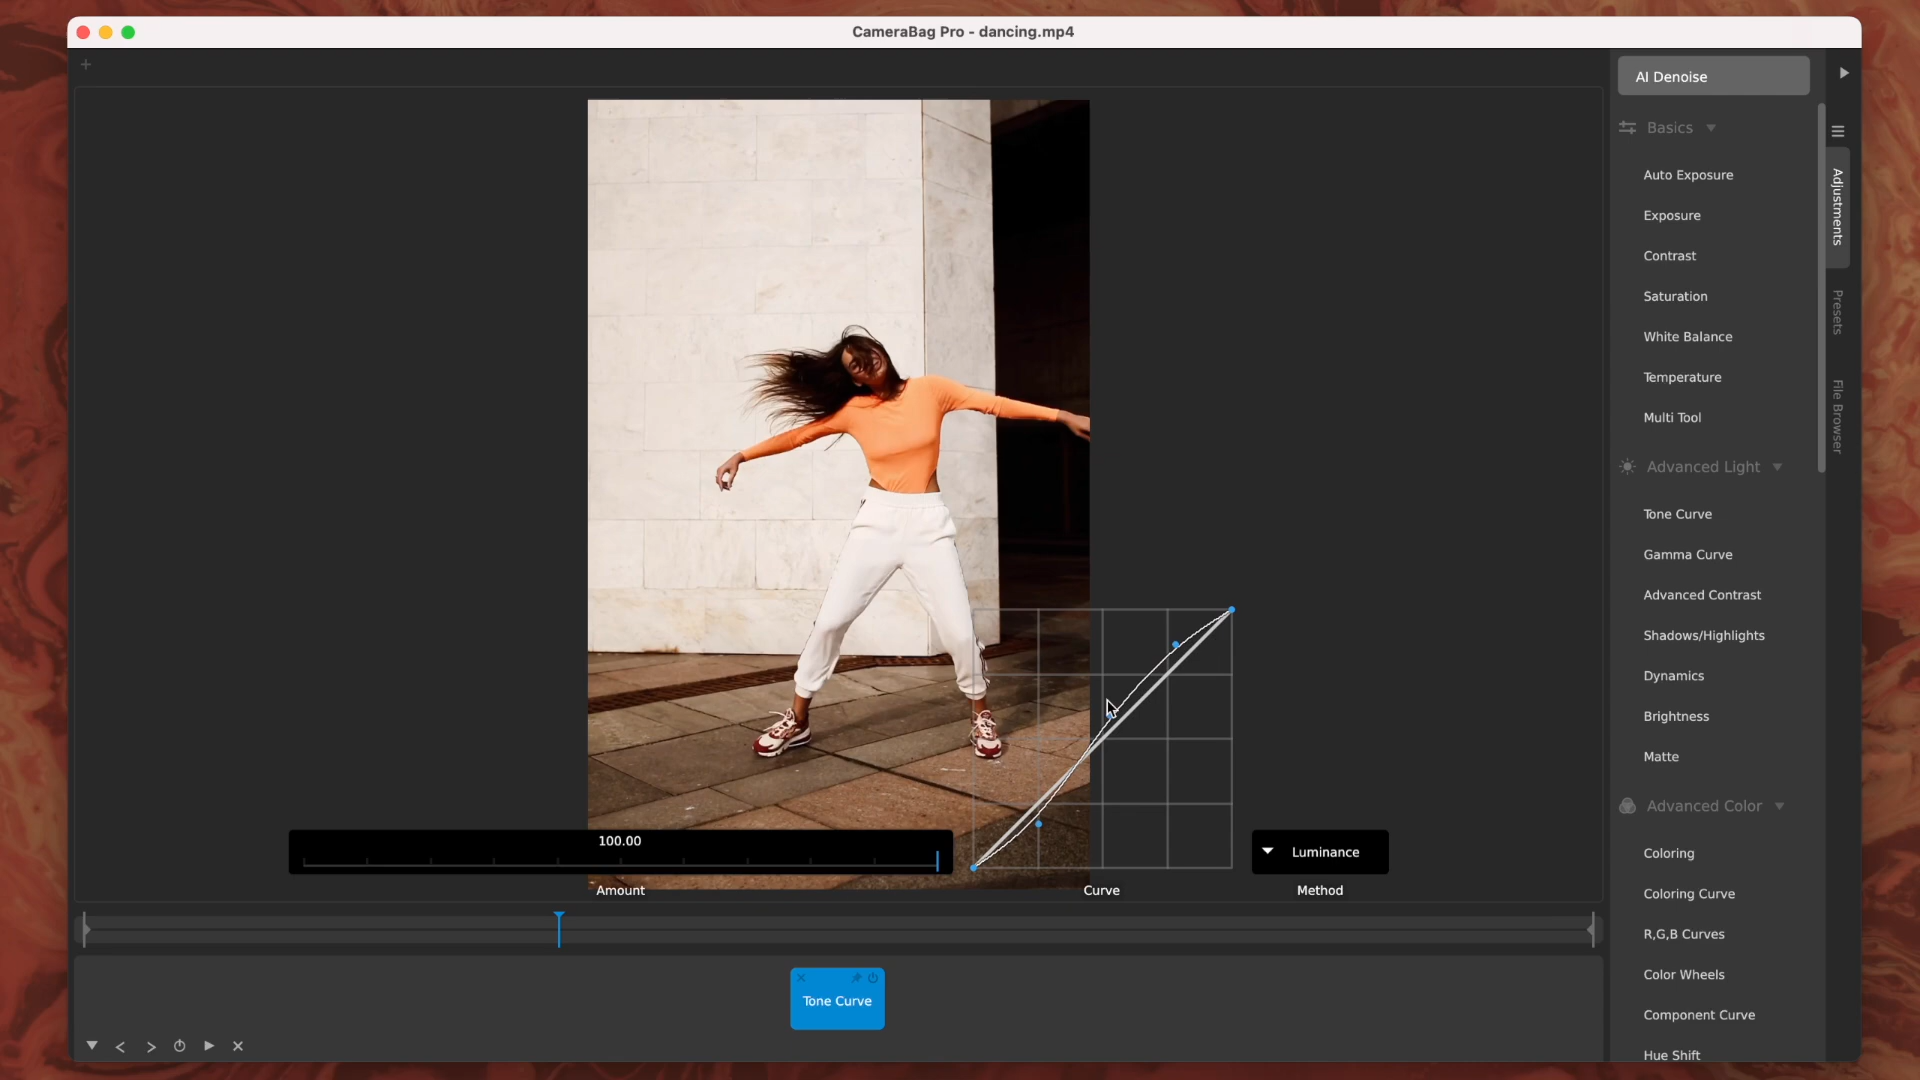 CameraBag Pro - dancing.mp4
AI Denoise
Basics
Auto Exposure
Exposure
Contrast
Saturation
White Balance
Temperature
Multi Tool
Advanced Light
Tone Curve
Gamma Curve
Advanced Contrast
Shadows/Highlights
Dynamics
Brightness
Matte
Advanced Color
Coloring
Coloring Curve
R,G,B Curves
Color Wheels
Component Curve
Hue Shift
Adjustments
Presets
File Browser
100.00
Amount
Curve
Luminance
Method
Tone Curve